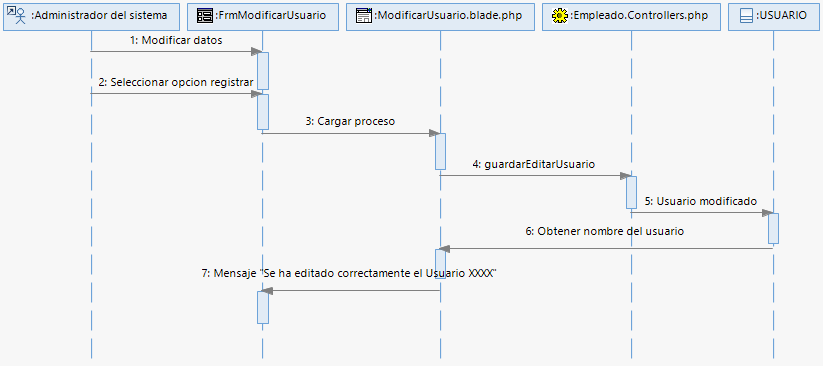 :Administrador del sistema
:FrmModificarUsuario
:ModificarUsuario.blade.php
:Empleado.Controllers.php
:USUARIO
1: Modificar datos
2: Seleccionar opcion registrar
3: Cargar proceso
4: guardarEditarUsuario
5: Usuario modificado
6: Obtener nombre del usuario
7: Mensaje "Se ha editado correctamente el Usuario XXXX"